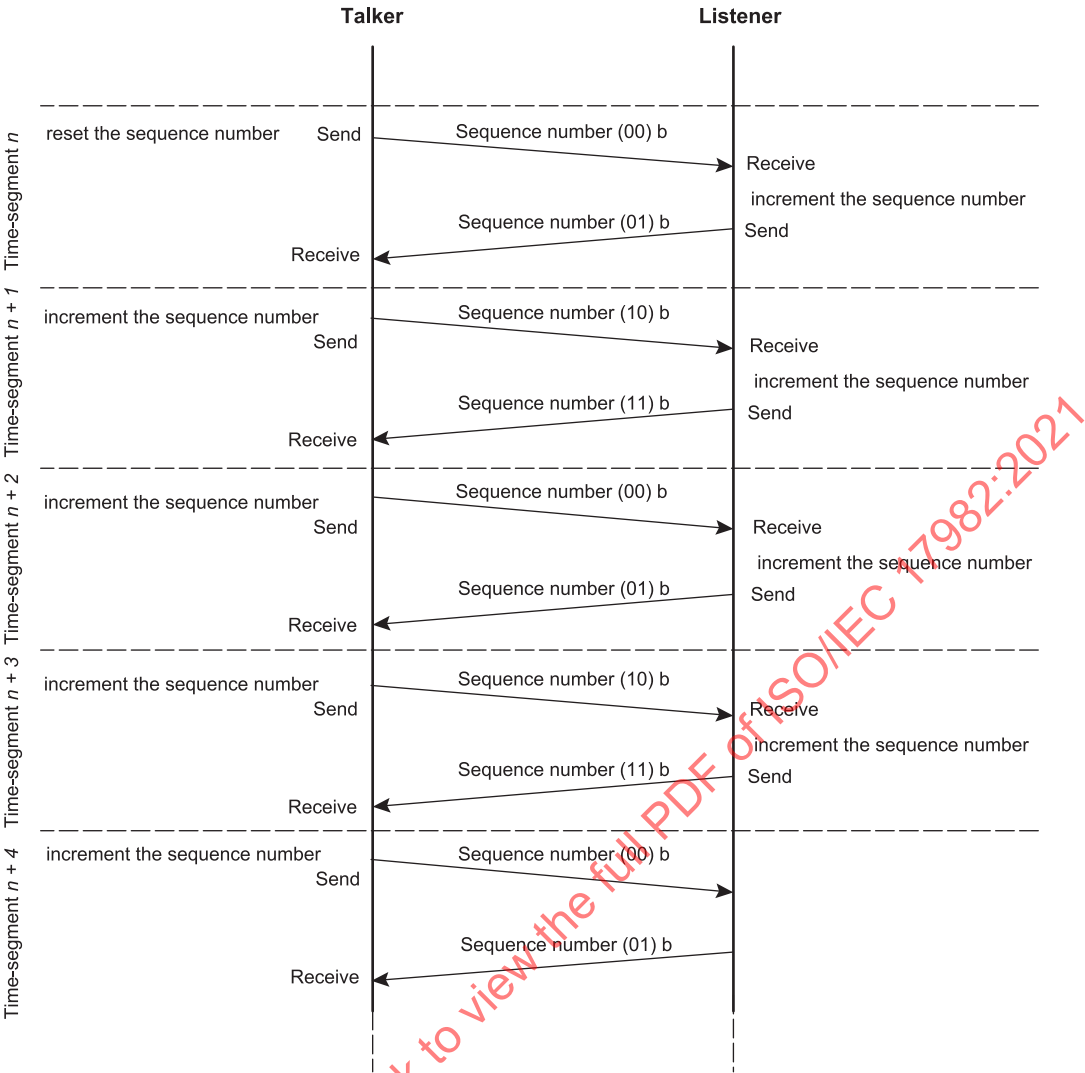 Talker
Listener
Time-segment n
reset the sequence number
Send
Sequence number (00) b
Receive
increment the sequence number
Sequence number (01) b
Send
Receive
Time-segment n + 1
increment the sequence number
Send
Sequence number (10) b
Receive
increment the sequence number
Sequence number (11) b
Send
Receive
Time-segment n + 2
increment the sequence number
Send
Sequence number (00) b
Receive
increment the sequence number
Sequence number (01) b
Send
Receive
Time-segment n + 3
increment the sequence number
Send
Sequence number (10) b
Receive
increment the sequence number
Sequence number (11) b
Send
Receive
Time-segment n + 4
increment the sequence number
Send
Sequence number (00) b
Sequence number (01) b
Receive
to view the full PDF of ISO/IEC 17982:2021